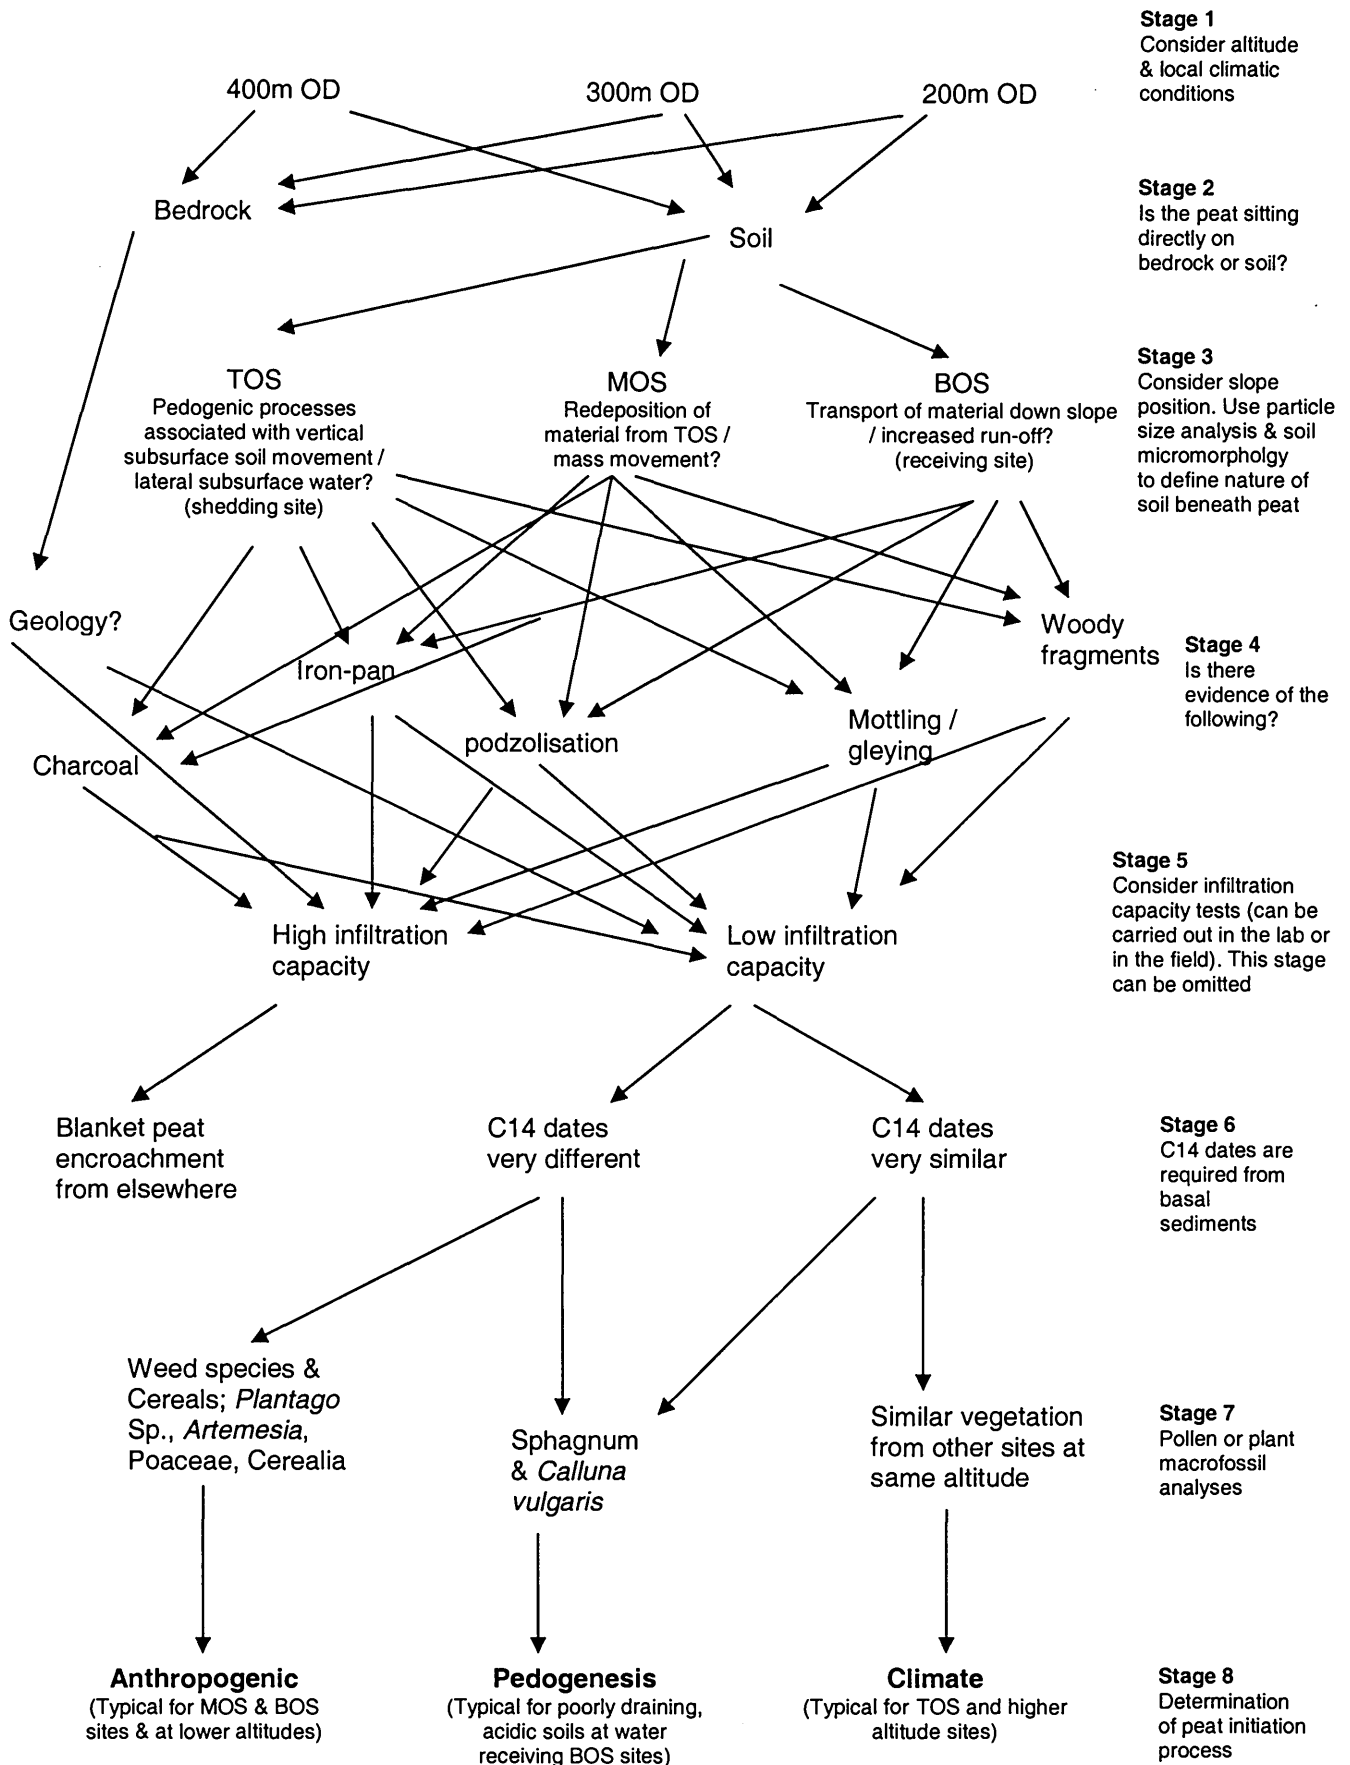 Stage 1
Consider altitude
& local climatic
conditions
400m OD
300m OD
200m OD
Bedrock
Soil
Stage 2
Is the peat sitting
directly on
bedrock or soil?
TOS
Pedogenic processes
associated with vertical
subsurface soil movement /
lateral subsurface water?
(shedding site)
MOS
Redeposition of
material from TOS /
mass movement?
BOS
Transport of material down slope
/ increased run-off?
(receiving site)
Stage 3
Consider slope
position. Use particle
size analysis & soil
micromorpholgy
to define nature of
soil beneath peat
Geology?
Iron-pan
Charcoal
podzolisation
Mottling /
gleying
Woody
fragments
Stage 4
Is there
evidence of the
following?
High infiltration
capacity
Low infiltration
capacity
Stage 5
Consider infiltration
capacity tests (can be
carried out in the lab or
in the field). This stage
can be omitted
Blanket peat
encroachment
from elsewhere
C14 dates
very different
C14 dates
very similar
Stage 6
C14 dates are
required from
basal
sediments
Weed species &
Cereals; Plantago
Sp., Artemesia,
Poaceae, Cerealia
Sphagnum
& Calluna
vulgaris
Similar vegetation
from other sites at
same altitude
Stage 7
Pollen or plant
macrofossil
analyses
Anthropogenic
(Typical for MOS & BOS
sites & at lower altitudes)
Pedogenesis
(Typical for poorly draining,
acidic soils at water
receiving BOS sites)
Climate
(Typical for TOS and higher
altitude sites)
Stage 8
Determination
of peat initiation
process